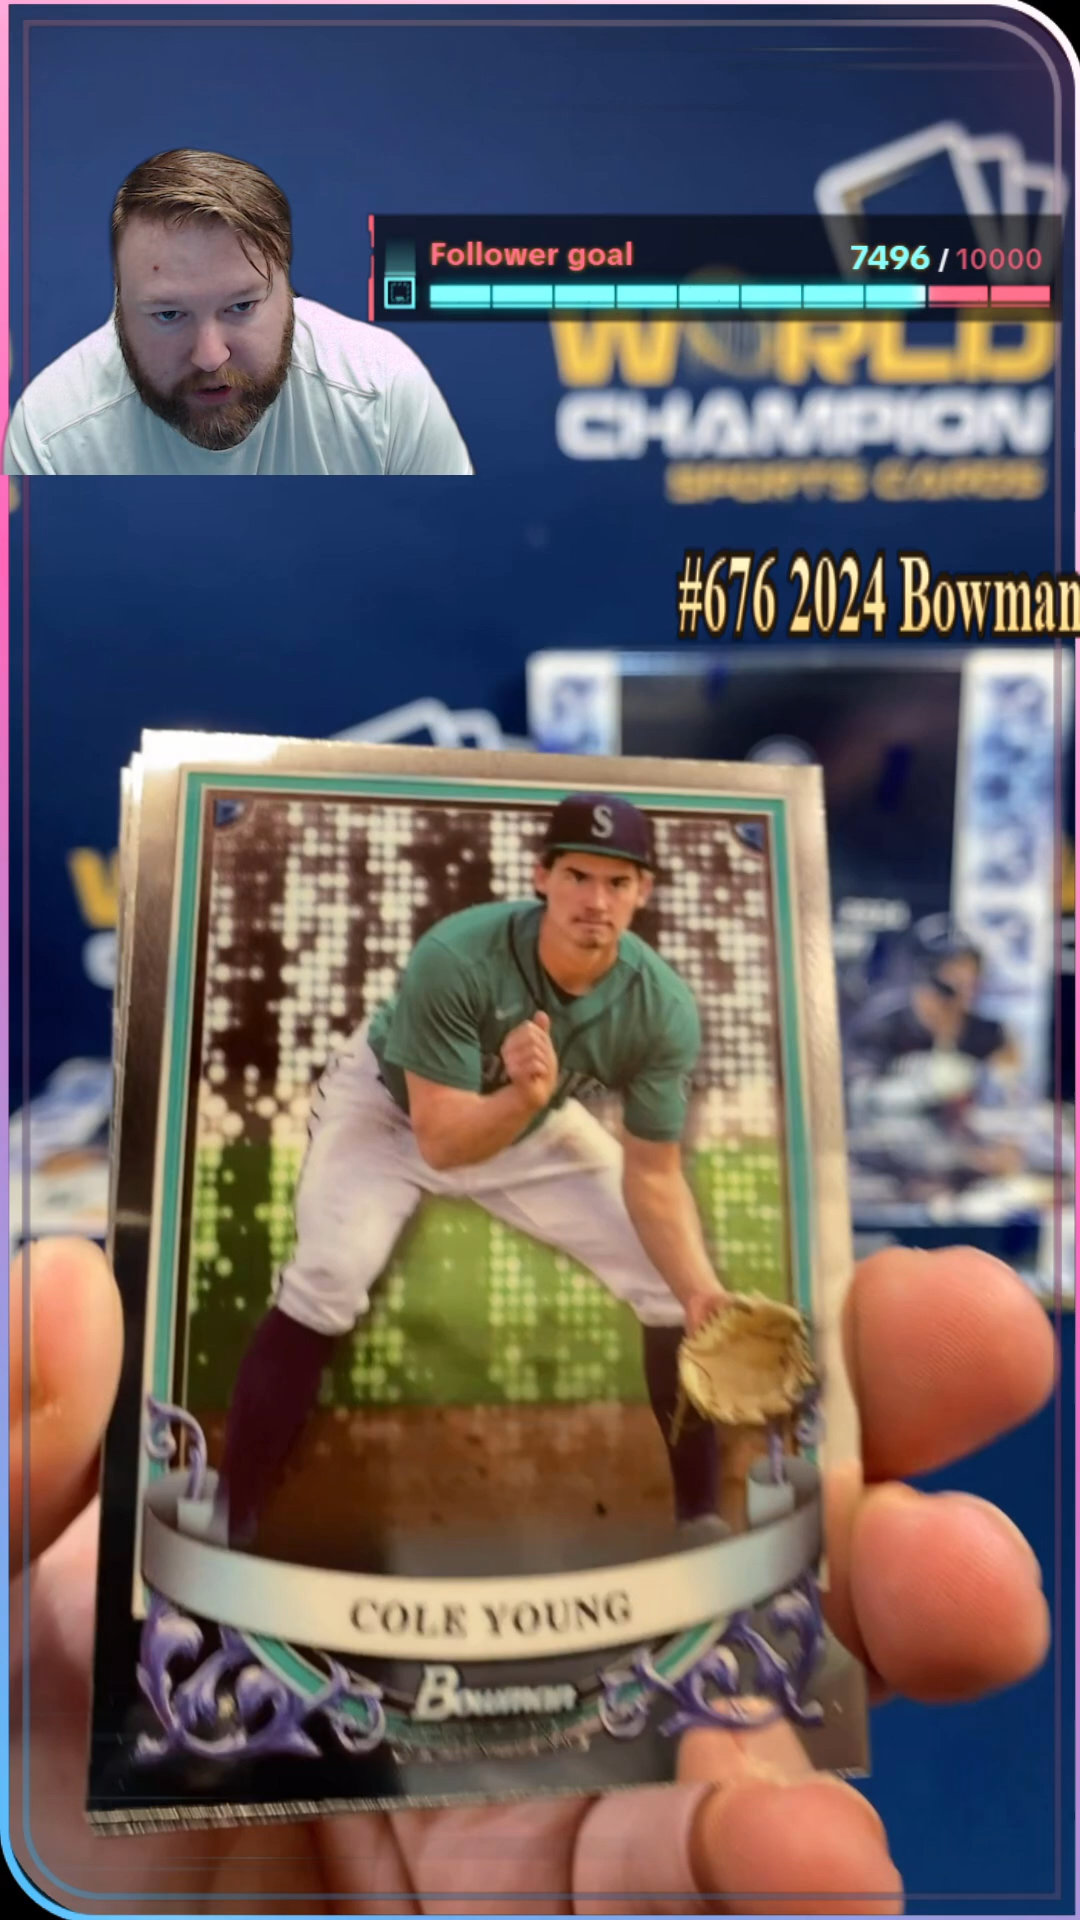 Follower goal
7496 / 10000
WORLD
CHAMPION
SPORTS CARDS
#676 2024 Bowman
S
COLE YOUNG
Bowman